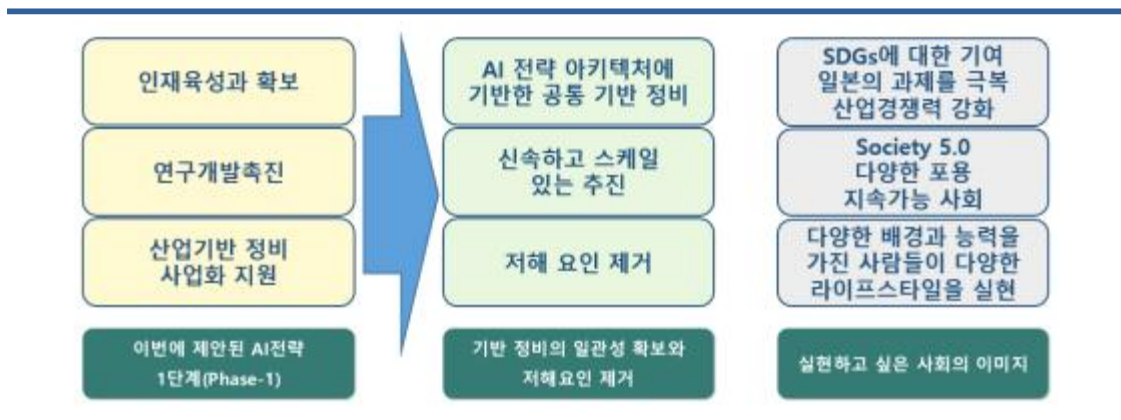 인재육성과 확보
연구개발촉진
산업기반 정비
사업화 지원
이번에 제안된 AI전략
1단계(Phase-1)
AI 전략 아키텍처에
기반한 공통 기반 정비
신속하고 스케일
있는 추진
저해 요인 제거
기반 정비의 일관성 확보와
저해요인 제거
SDGs에 대한 기여
일본의 과제를 극복
산업경쟁력 강화
Society 5.0
다양한 포용
지속가능 사회
다양한 배경과 능력을
가진 사람들이 다양한
라이프스타일을 실현
실현하고 싶은 사회의 이미지